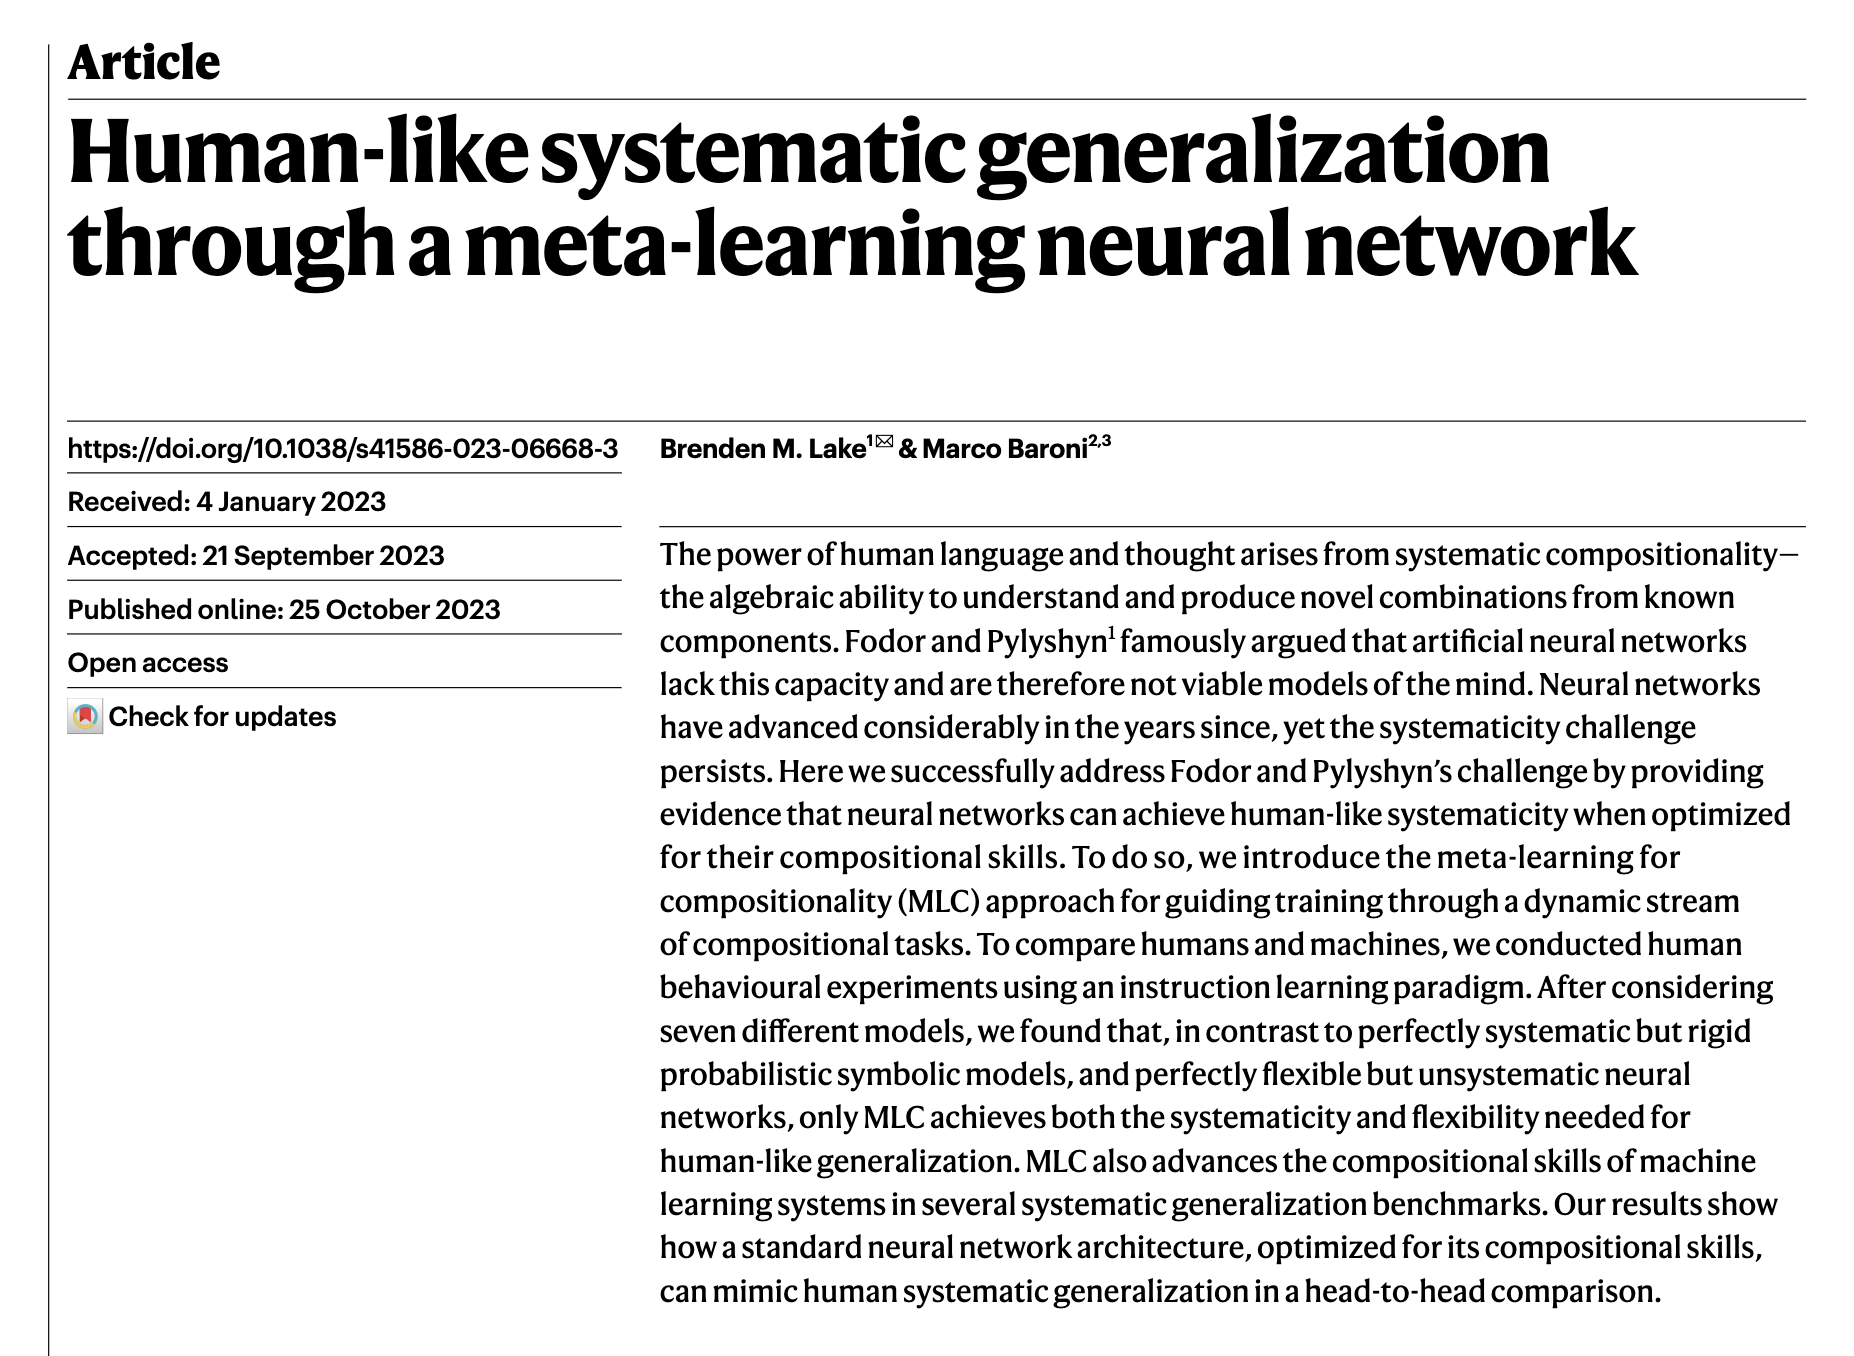 Article
Human-like systematic generalization
through a meta-learning neural network
https://doi.org/10.1038/s41586-023-06668-3
Received: 4 January 2023
Accepted: 21 September 2023
Published online: 25 October 2023
Open access
Check for updates
Brenden M. Lake1✉ & Marco Baroni2,3
The power of human language and thought arises from systematic compositionality—
the algebraic ability to understand and produce novel combinations from known
components. Fodor and Pylyshyn1 famously argued that artificial neural networks
lack this capacity and are therefore not viable models of the mind. Neural networks
have advanced considerably in the years since, yet the systematicity challenge
persists. Here we successfully address Fodor and Pylyshyn’s challenge by providing
evidence that neural networks can achieve human-like systematicity when optimized
for their compositional skills. To do so, we introduce the meta-learning for
compositionality (MLC) approach for guiding training through a dynamic stream
of compositional tasks. To compare humans and machines, we conducted human
behavioural experiments using an instruction learning paradigm. After considering
seven different models, we found that, in contrast to perfectly systematic but rigid
probabilistic symbolic models, and perfectly flexible but unsystematic neural
networks, only MLC achieves both the systematicity and flexibility needed for
human-like generalization. MLC also advances the compositional skills of machine
learning systems in several systematic generalization benchmarks. Our results show
how a standard neural network architecture, optimized for its compositional skills,
can mimic human systematic generalization in a head-to-head comparison.